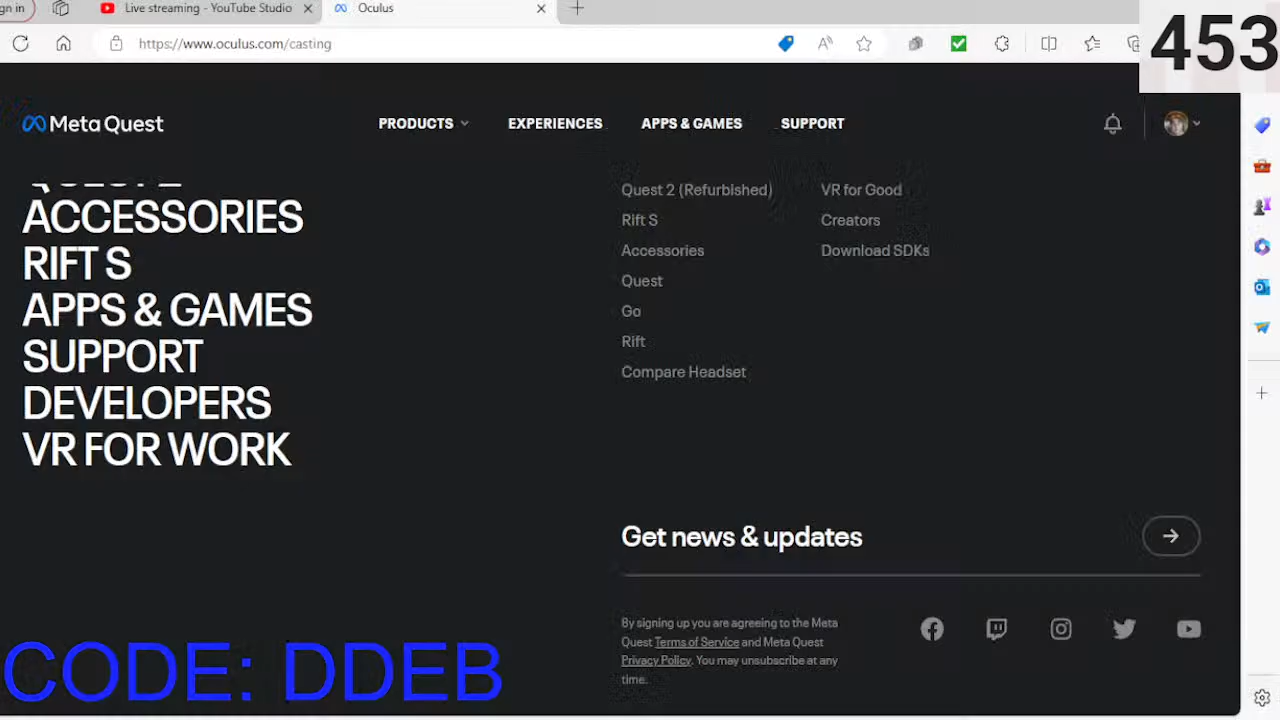 gn in
Live streaming - YouTube Studio
Oculus
https://www.oculus.com/casting
453
Meta Quest
PRODUCTS
EXPERIENCES
APPS & GAMES
SUPPORT
ACCESSORIES
RIFT S
APPS & GAMES
SUPPORT
DEVELOPERS
VR FOR WORK
Quest 2 (Refurbished)
Rift S
Accessories
Quest
Go
Rift
Compare Headset
VR for Good
Creators
Download SDKs
Get news & updates
By signing up you are agreeing to the Meta
Quest Terms of Service and Meta Quest
Privacy Policy. You may unsubscribe at any
time.
CODE: DDEB